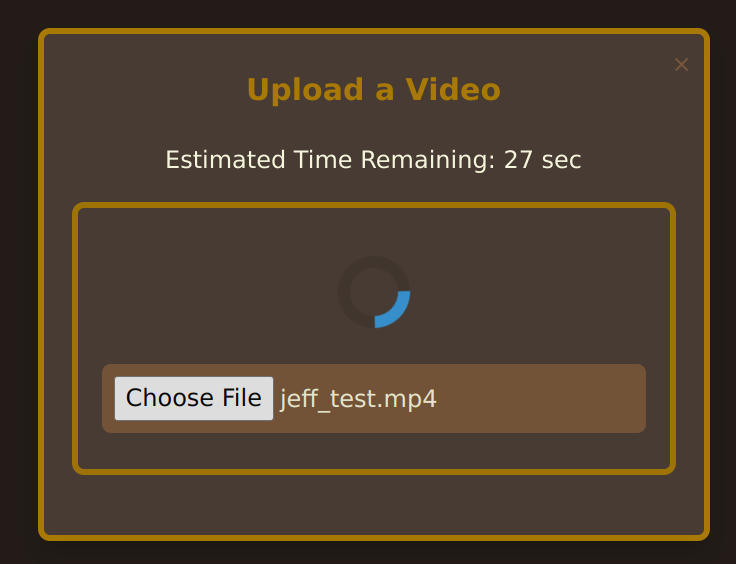 ×
Upload a Video
Estimated Time Remaining: 27 sec
Choose File jeff_test.mp4